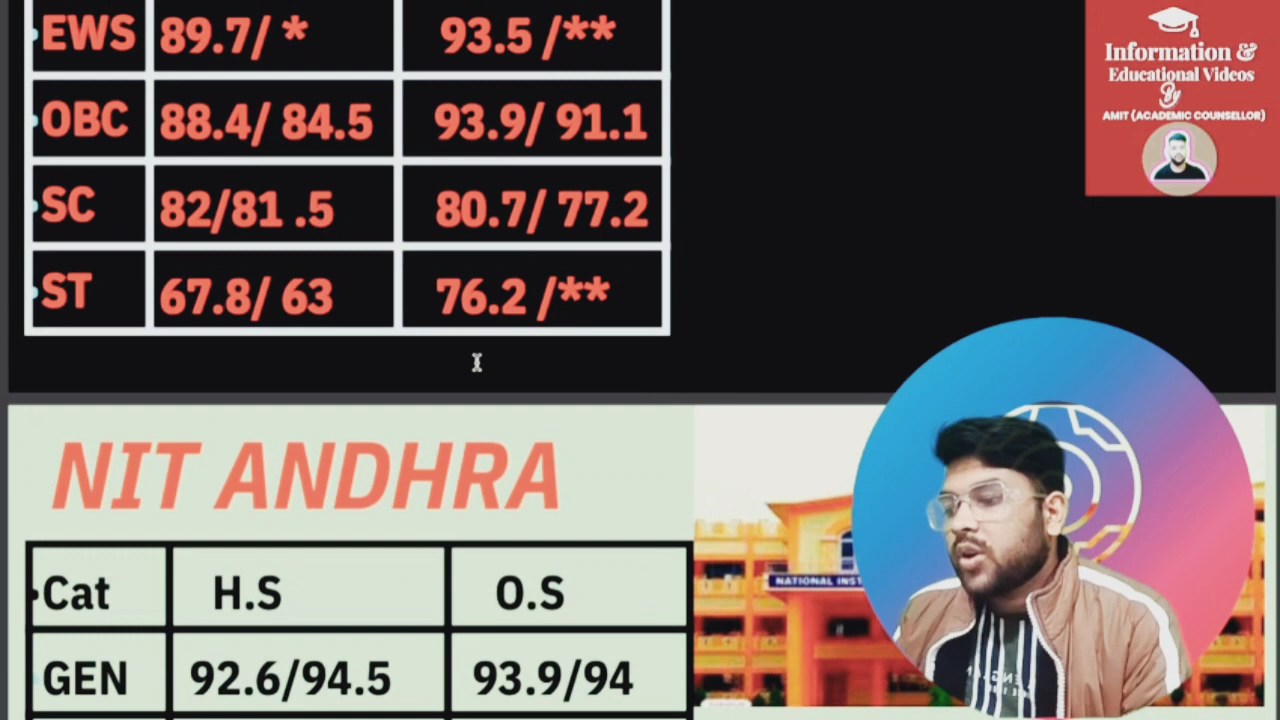 EWS 89.7/ * 93.5 /**
OBC 88.4/ 84.5 93.9/ 91.1
SC 82/81 .5 80.7/ 77.2
ST 67.8/ 63 76.2 /**
Information &
Educational Videos
By
AMIT (ACADEMIC COUNSELLOR)
NIT ANDHRA
Cat H.S O.S
GEN 92.6/94.5 93.9/94
NATIONAL INST